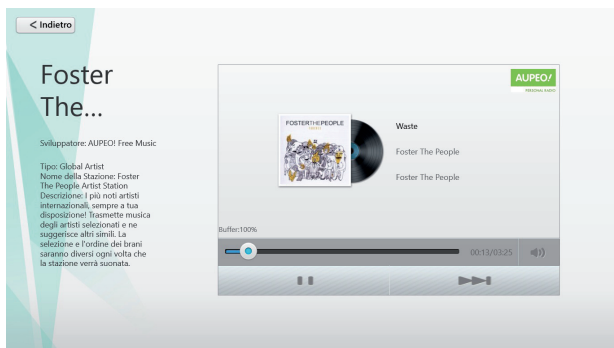 < Indietro
Foster
The...
Sviluppatore: AUPEO! Free Music
Tipo: Global Artist
Nome della Stazione: Foster
The People Artist Station
Descrizione: I più noti artisti
internazionali, sempre a tua
disposizione! Trasmette musica
degli artisti selezionati e ne
suggerisce altri simili. La
selezione e l'ordine dei brani
saranno diversi ogni volta che
la stazione verrà suonata.
AUPEO!
PERSONAL RADIO
FOSTERTHEPEOPLE
Waste
Foster The People
Foster The People
Buffer:100%
00:13/03:25